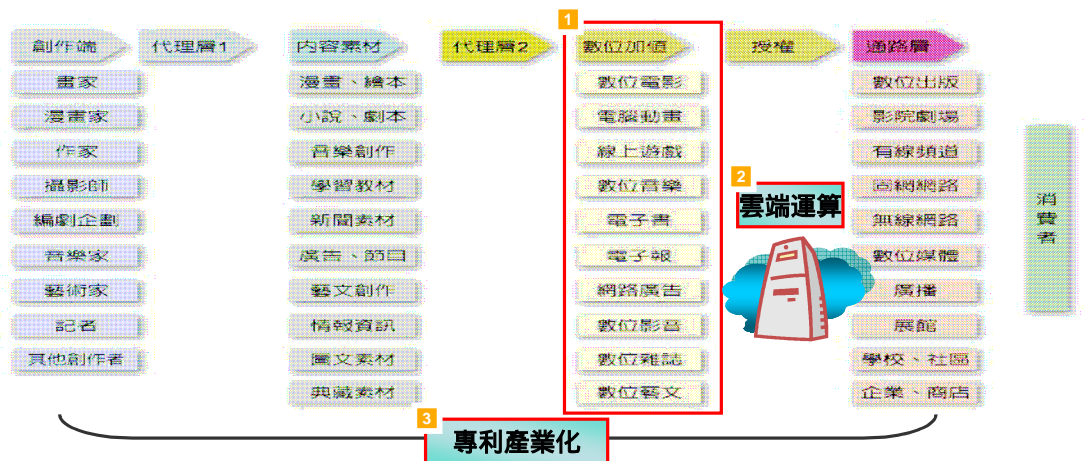 1
創作端
代理層1
內容素材
代理層2
數位加值
授權
通路層
畫家
漫畫家
作家
攝影師
編劇企劃
音樂家
藝術家
記者
其他創作者
漫畫、繪本
小說、劇本
音樂創作
學習教材
新聞素材
廣告、節目
藝文創作
情報資訊
圖文素材
典藏素材
數位電影
電腦動畫
線上遊戲
數位音樂
電子書
電子報
網路廣告
數位影音
數位雜誌
數位藝文
2
雲端運算
數位出版
影院劇場
有線頻道
固網網路
無線網路
數位媒體
廣播
展館
學校、社區
企業、商店
消費者
3
專利產業化